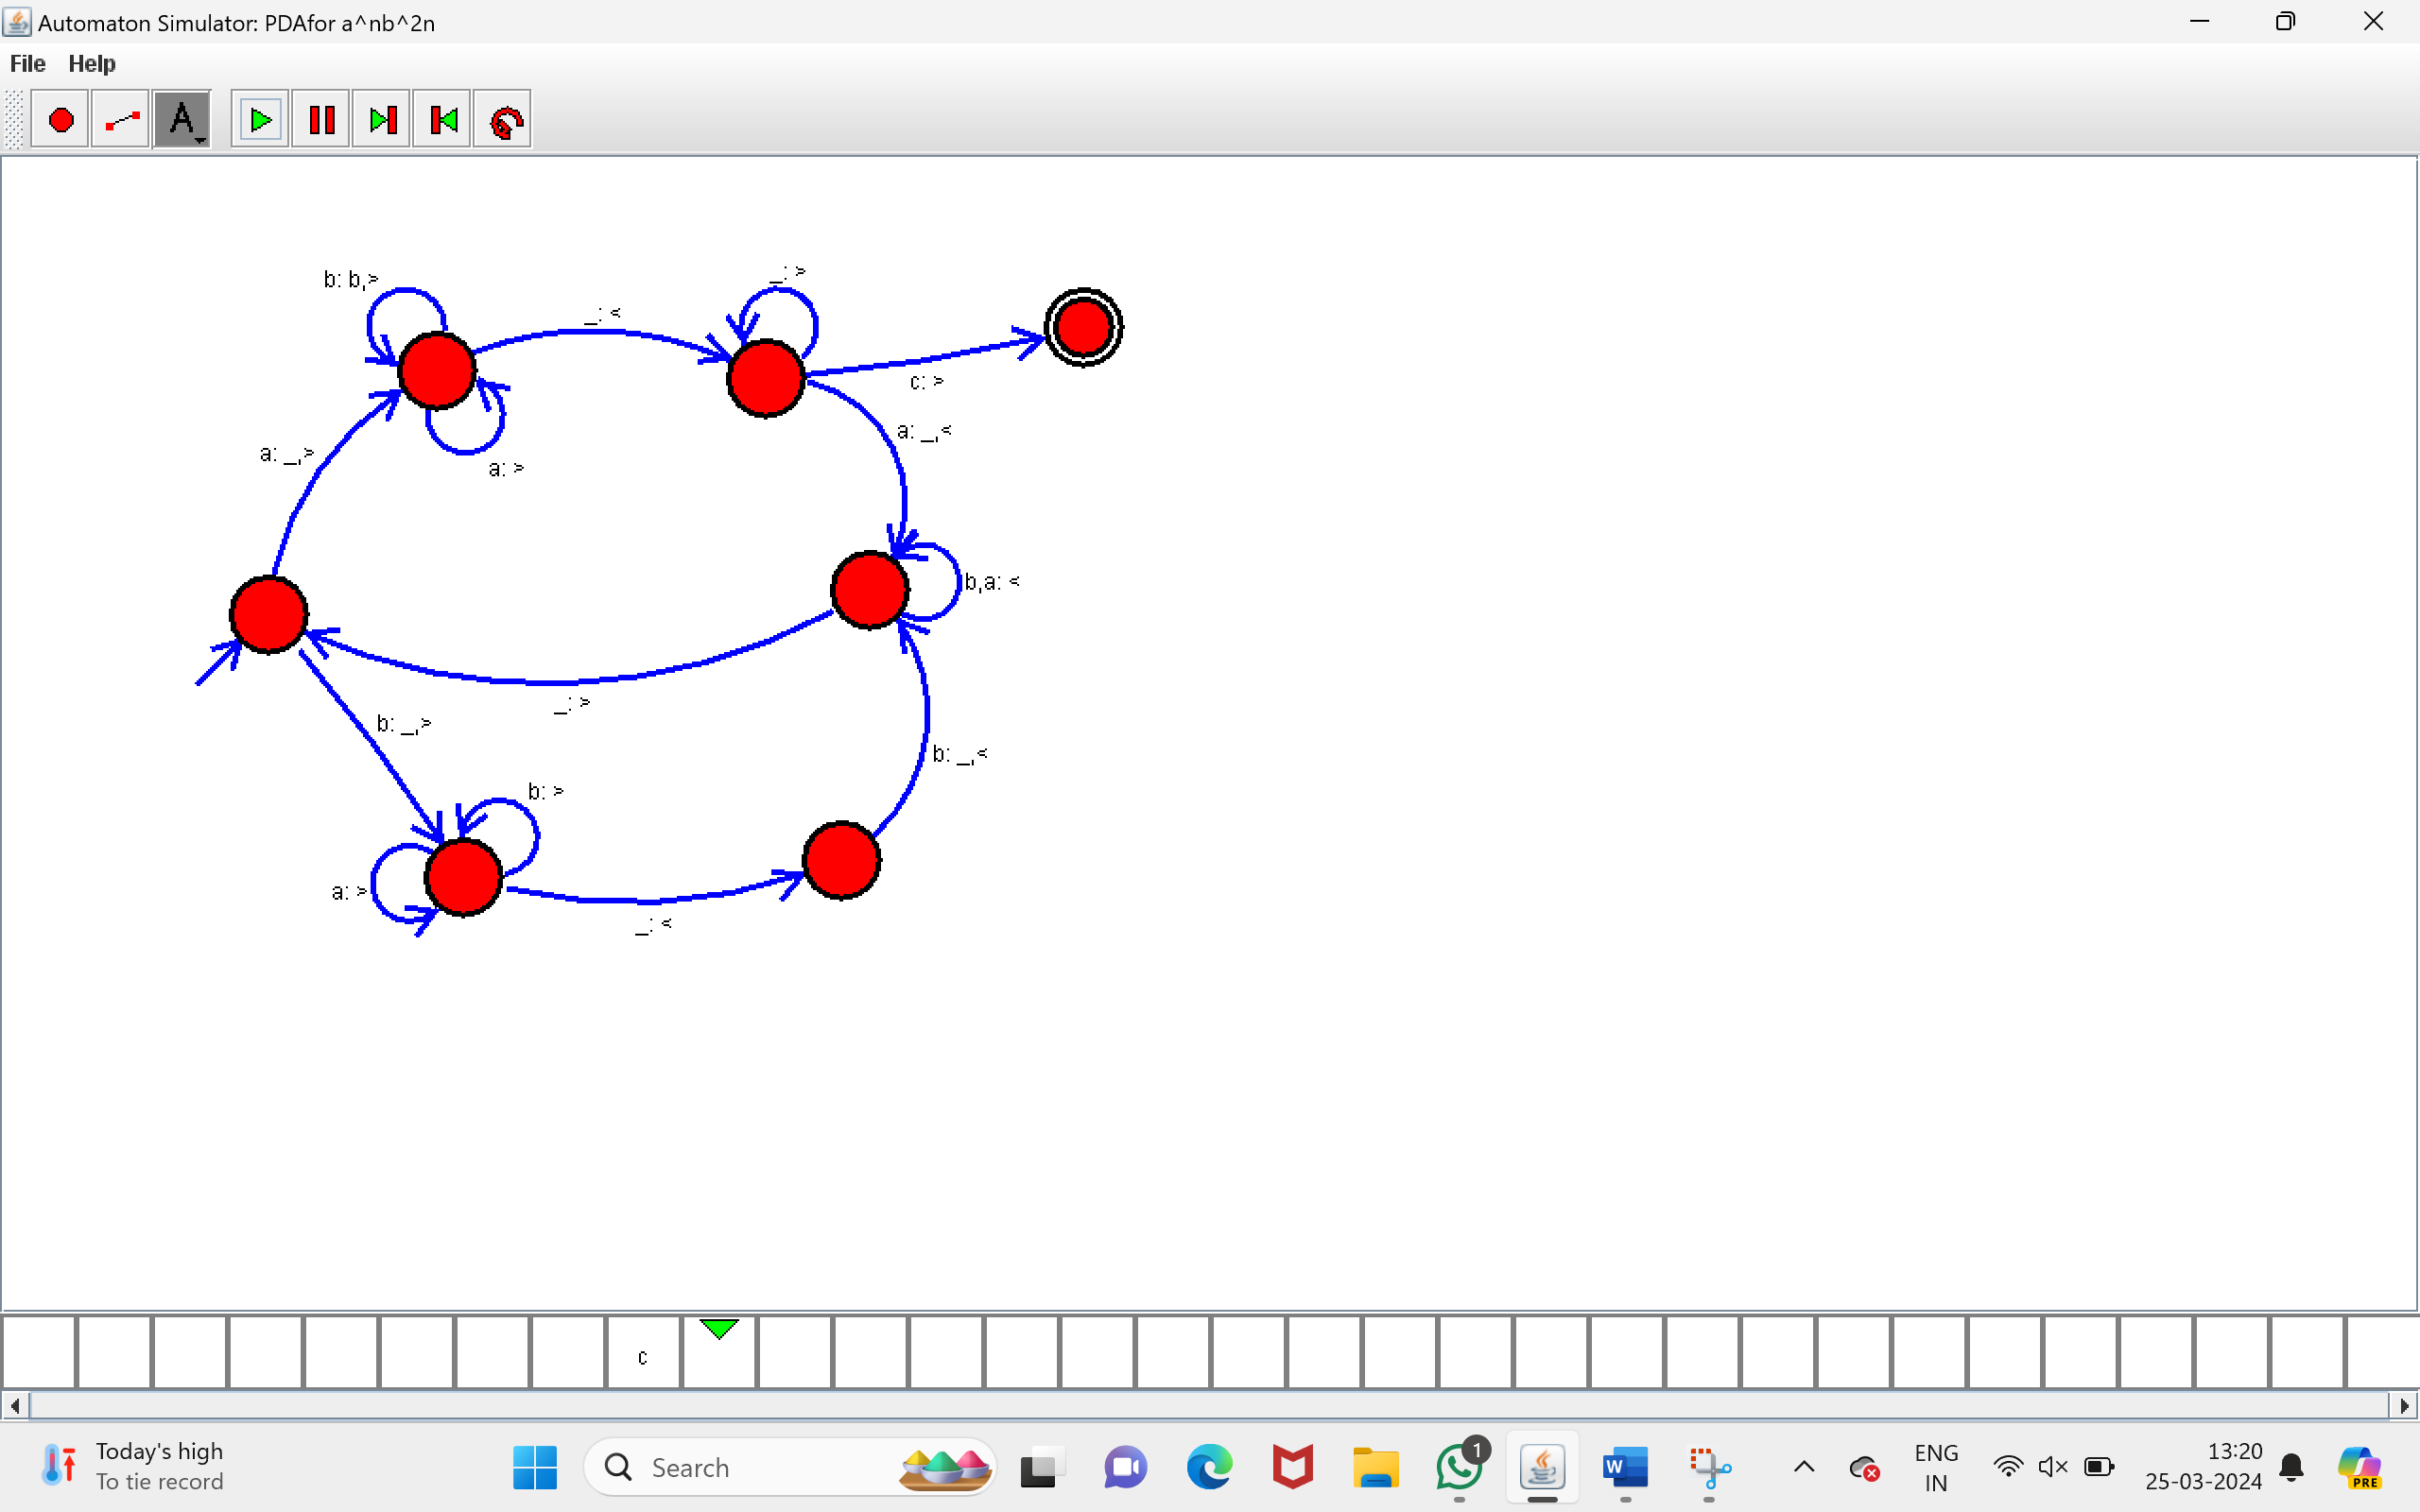 Automaton Simulator: PDAfor a^nb^2n
File Help
A
_: >
b: b,>
_: <
c: >
a: _,<
a: _,>
a: >
b,a: <
_: >
b: _,>
b: _,<
b: >
a: >
_: <
c
Today's high
To tie record
Search
1
W
ENG
IN
13:20
25-03-2024
PRE